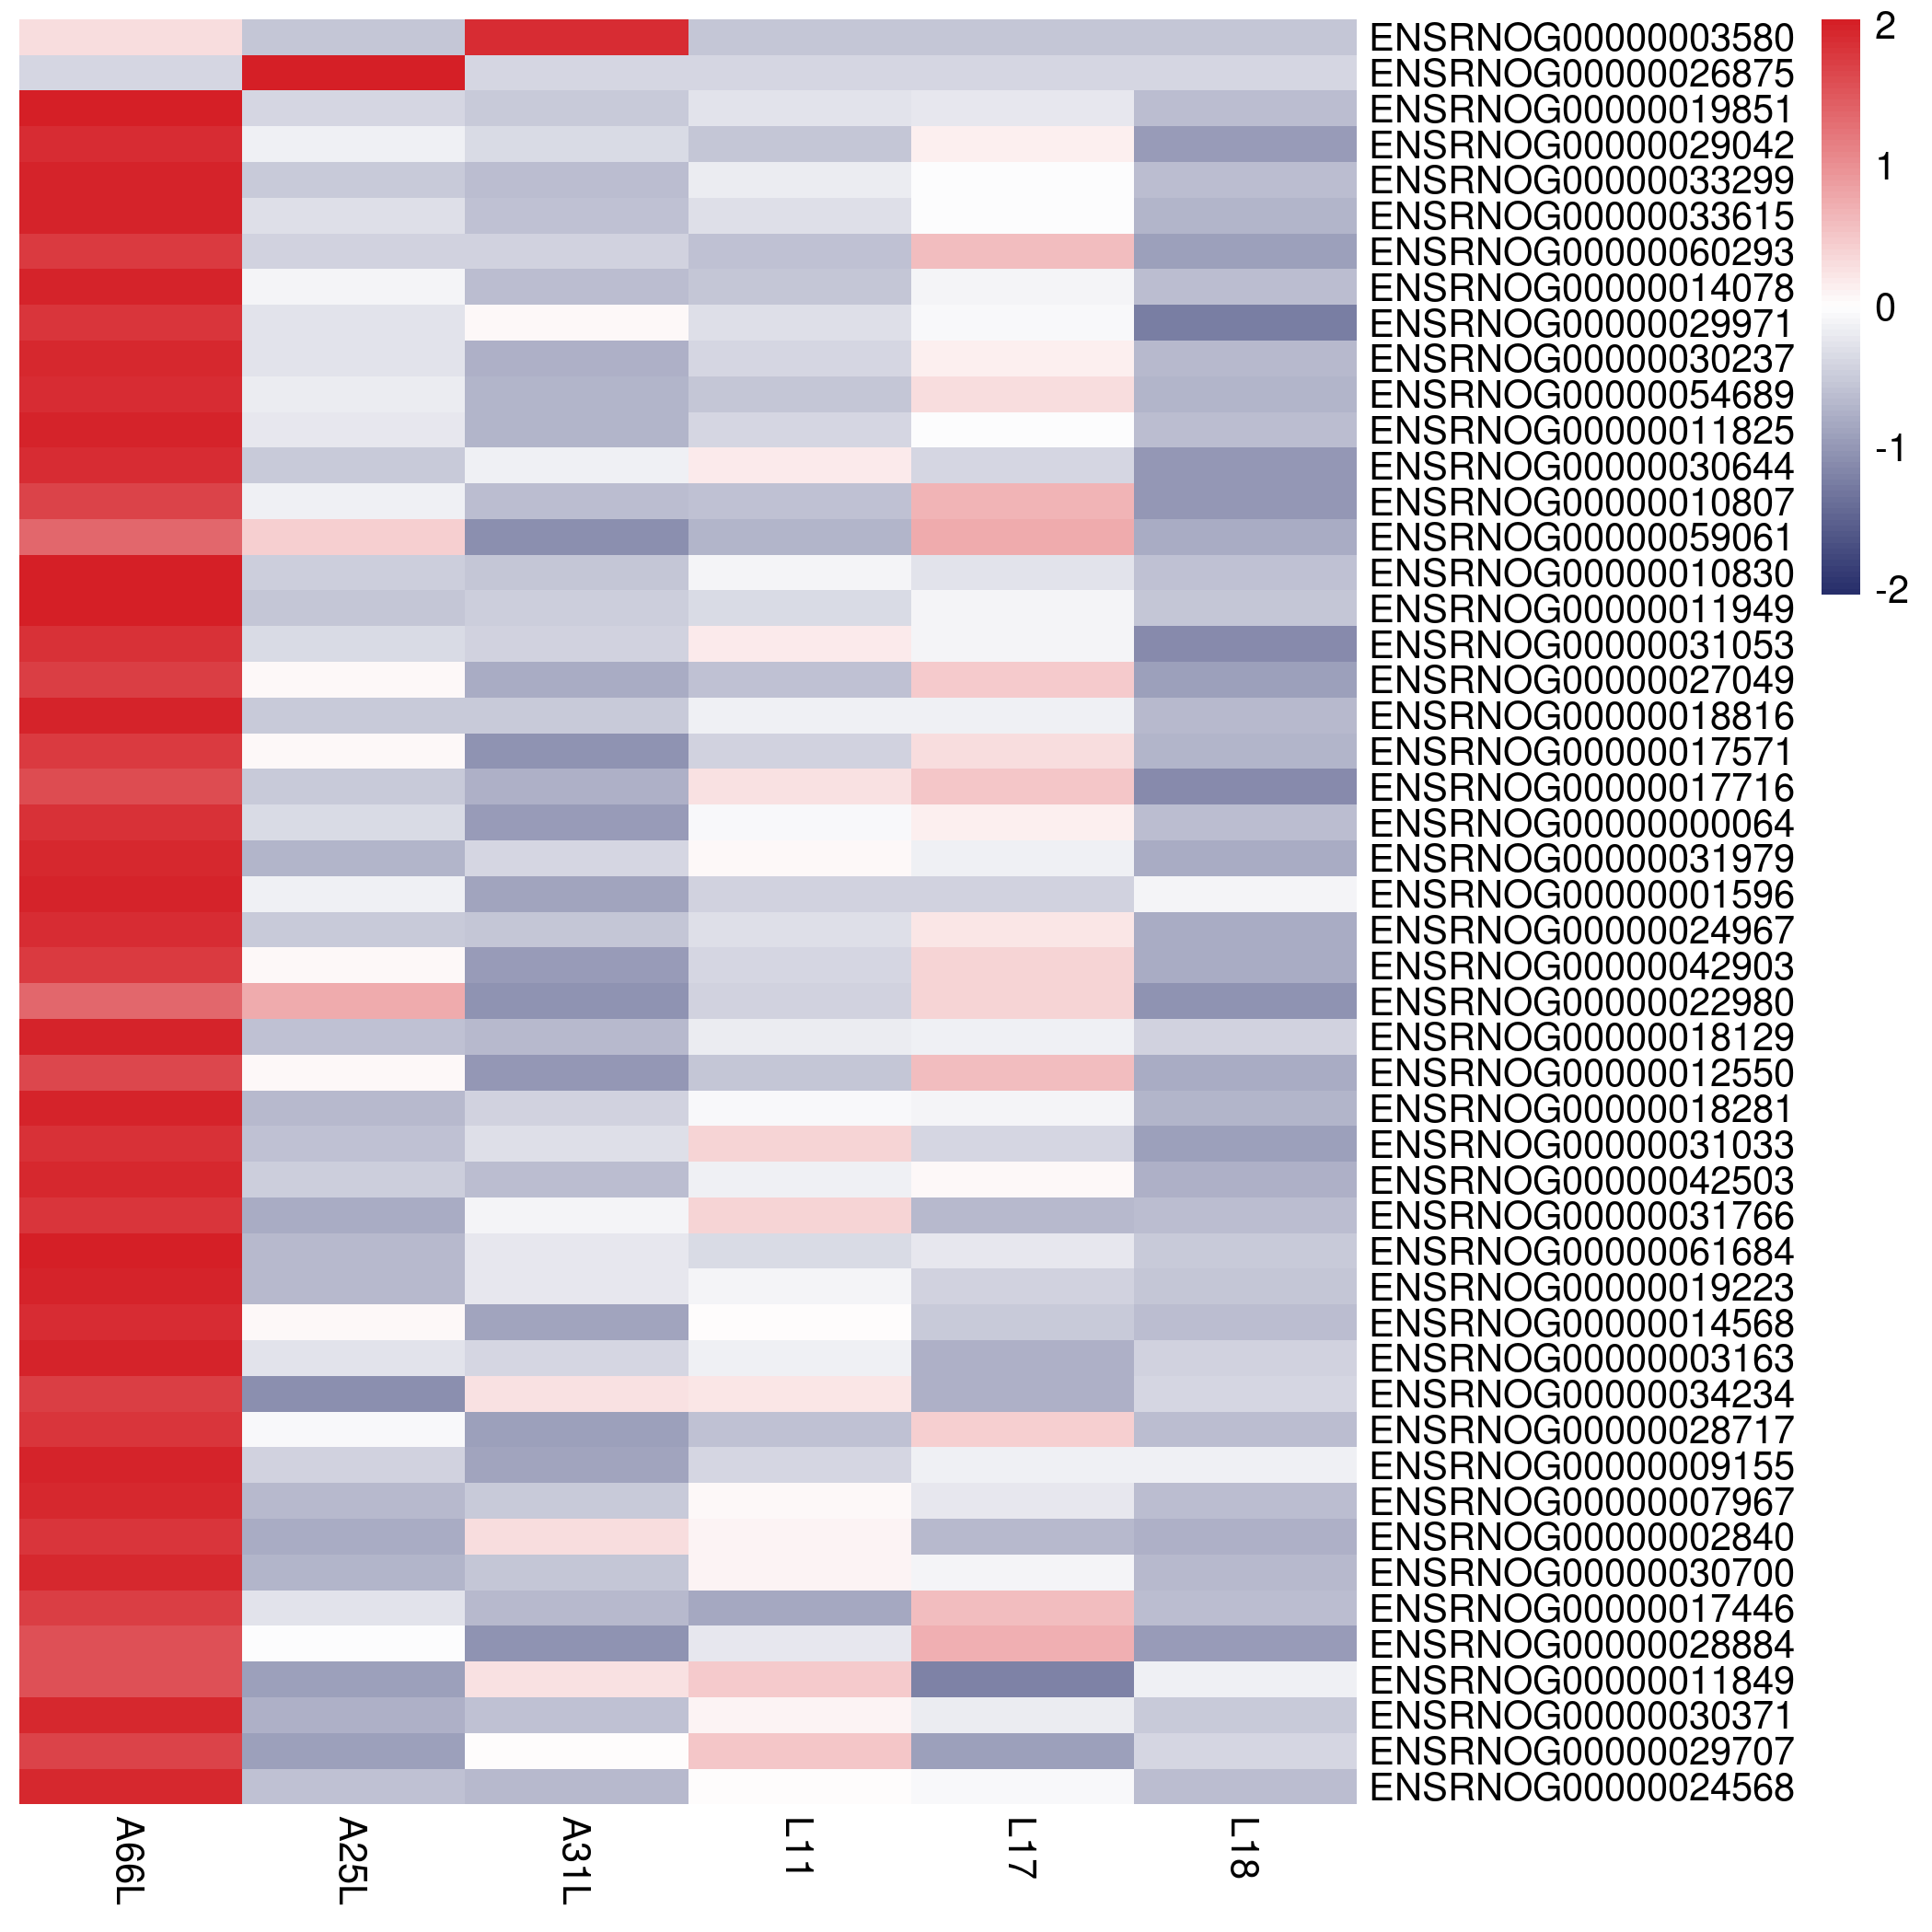 ENSRNOG00000003580
ENSRNOG00000026875
ENSRNOG00000019851
ENSRNOG00000029042
ENSRNOG00000033299
ENSRNOG00000033615
ENSRNOG00000060293
ENSRNOG00000014078
ENSRNOG00000029971
ENSRNOG00000030237
ENSRNOG00000054689
ENSRNOG00000011825
ENSRNOG00000030644
ENSRNOG00000010807
ENSRNOG00000059061
ENSRNOG00000010830
ENSRNOG00000011949
ENSRNOG00000031053
ENSRNOG00000027049
ENSRNOG00000018816
ENSRNOG00000017571
ENSRNOG00000017716
ENSRNOG00000000064
ENSRNOG00000031979
ENSRNOG00000001596
ENSRNOG00000024967
ENSRNOG00000042903
ENSRNOG00000022980
ENSRNOG00000018129
ENSRNOG00000012550
ENSRNOG00000018281
ENSRNOG00000031033
ENSRNOG00000042503
ENSRNOG00000031766
ENSRNOG00000061684
ENSRNOG00000019223
ENSRNOG00000014568
ENSRNOG00000003163
ENSRNOG00000034234
ENSRNOG00000028717
ENSRNOG00000009155
ENSRNOG00000007967
ENSRNOG00000002840
ENSRNOG00000030700
ENSRNOG00000017446
ENSRNOG00000028884
ENSRNOG00000011849
ENSRNOG00000030371
ENSRNOG00000029707
ENSRNOG00000024568
2
1
0
-1
-2
A66L
A25L
A31L
L11
L17
L18